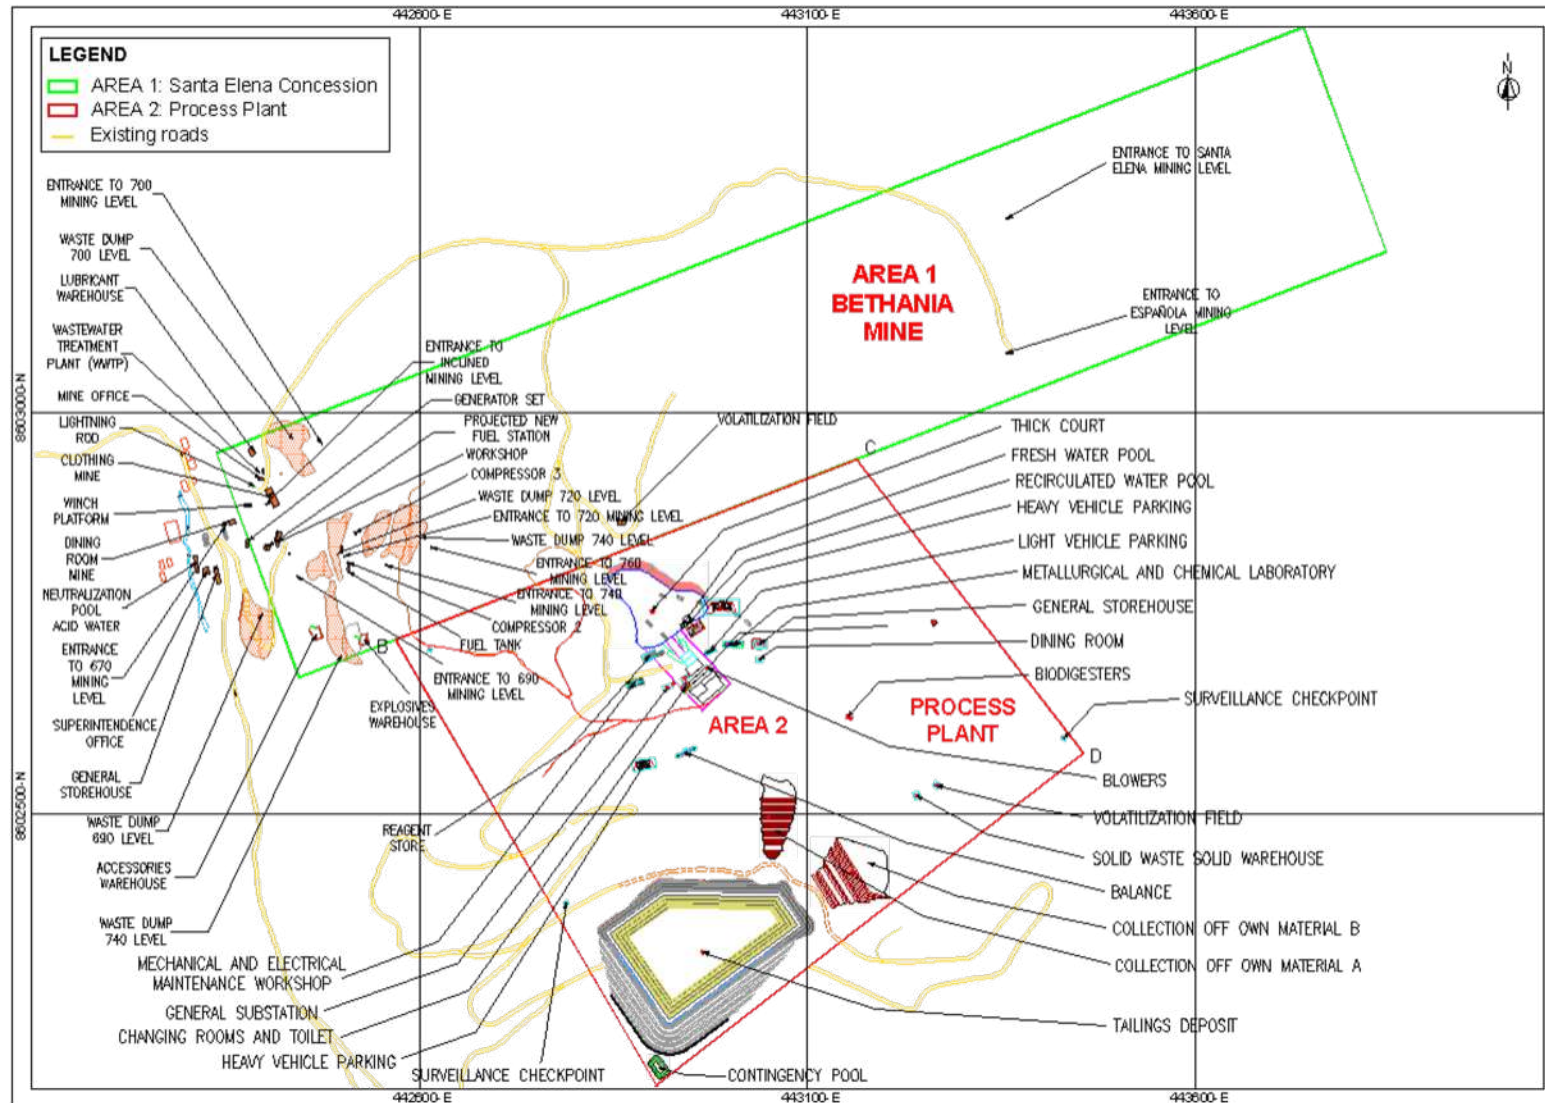 442600- E
443100- E
443600- E
LEGEND
AREA 1: Santa Elena Concession
AREA 2: Process Plant
Existing roads
N
ENTRANCE TO SANTA
ELENA MINING LEVEL
ENTRANCE TO 700
MINING LEVEL
WASTE DUMP
700 LEVEL
LUBRICANT
WAREHOUSE
WASTEWATER
TREATMENT
PLANT (WWTP)
MINE OFFICE
LIGHTNING
ROD
CLOTHING
MINE
WINCH
PLATFORM
DINING
ROOM
MINE
NEUTRALIZATION
POOL
ACID WATER
ENTRANCE
TO 670
MINING
LEVEL
SUPERINTENDENCE
OFFICE
GENERAL
STOREHOUSE
WASTE DUMP
690 LEVEL
ACCESSORIES
WAREHOUSE
WASTE DUMP
740 LEVEL
8603000-N
8602500-N
AREA 1
BETHANIA
MINE
ENTRANCE TO
ESPAÑOLA MINING
LEVEL
ENTRANCE TO
INCLINED
MINING LEVEL
GENERATOR SET
PROJECTED NEW
FUEL STATION
WORKSHOP
COMPRESSOR 3
WASTE DUMP 720 LEVEL
ENTRANCE TO 720 MINING LEVEL
WASTE DUMP 740 LEVEL
ENTRANCE TO 760
MINING LEVEL
ENTRANCE TO 740
MINING LEVEL
COMPRESSOR 2
FUEL TANK
ENTRANCE TO 690
MINING LEVEL
EXPLOSIVES
WAREHOUSE
VOLATILIZATION FIELD
B
C
D
THICK COURT
FRESH WATER POOL
RECIRCULATED WATER POOL
HEAVY VEHICLE PARKING
LIGHT VEHICLE PARKING
METALLURGICAL AND CHEMICAL LABORATORY
GENERAL STOREHOUSE
DINING ROOM
BIODIGESTERS
SURVEILLANCE CHECKPOINT
AREA 2
PROCESS
PLANT
BLOWERS
VOLATILIZATION FIELD
SOLID WASTE SOLID WAREHOUSE
BALANCE
COLLECTION OFF OWN MATERIAL B
COLLECTION OFF OWN MATERIAL A
TAILINGS DEPOSIT
REAGENT
STORE
MECHANICAL AND ELECTRICAL
MAINTENANCE WORKSHOP
GENERAL SUBSTATION
CHANGING ROOMS AND TOILET
HEAVY VEHICLE PARKING
SURVEILLANCE CHECKPOINT
CONTINGENCY POOL
442600- E
443100- E
443600- E